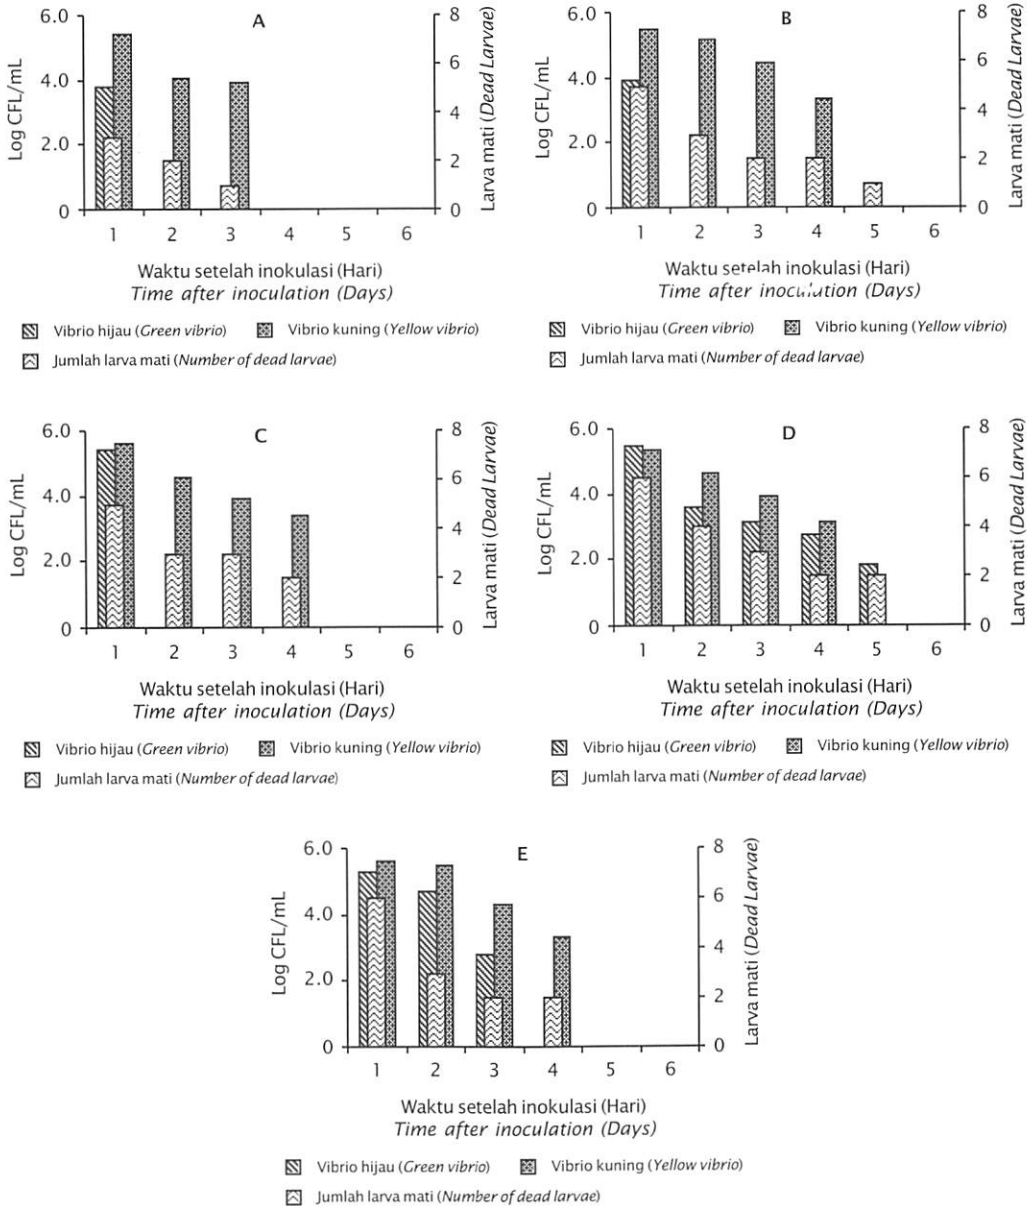 A
Log CFL/mL
6.0
4.0
2.0
0
8
6
4
2
0
Larva mati (Dead Larvae)
1 2 3 4 5 6
Waktu setelah inokulasi (Hari)
Time after inoculation (Days)
Vibrio hijau (Green vibrio) Vibrio kuning (Yellow vibrio)
Jumlah larva mati (Number of dead larvae)
B
Log CFL/mL
6.0
4.0
2.0
0
8
6
4
2
0
Larva mati (Dead Larvae)
1 2 3 4 5 6
Waktu setelah inokulasi (Hari)
Time after inoculation (Days)
Vibrio hijau (Green vibrio) Vibrio kuning (Yellow vibrio)
Jumlah larva mati (Number of dead larvae)
C
Log CFL/mL
6.0
4.0
2.0
0
8
6
4
2
0
Larva mati (Dead Larvae)
1 2 3 4 5 6
Waktu setelah inokulasi (Hari)
Time after inoculation (Days)
Vibrio hijau (Green vibrio) Vibrio kuning (Yellow vibrio)
Jumlah larva mati (Number of dead larvae)
D
Log CFL/mL
6.0
4.0
2.0
0
8
6
4
2
0
Larva mati (Dead Larvae)
1 2 3 4 5 6
Waktu setelah inokulasi (Hari)
Time after inoculation (Days)
Vibrio hijau (Green vibrio) Vibrio kuning (Yellow vibrio)
Jumlah larva mati (Number of dead larvae)
E
Log CFL/mL
6.0
4.0
2.0
0
8
6
4
2
0
Larva mati (Dead Larvae)
1 2 3 4 5 6
Waktu setelah inokulasi (Hari)
Time after inoculation (Days)
Vibrio hijau (Green vibrio) Vibrio kuning (Yellow vibrio)
Jumlah larva mati (Number of dead larvae)